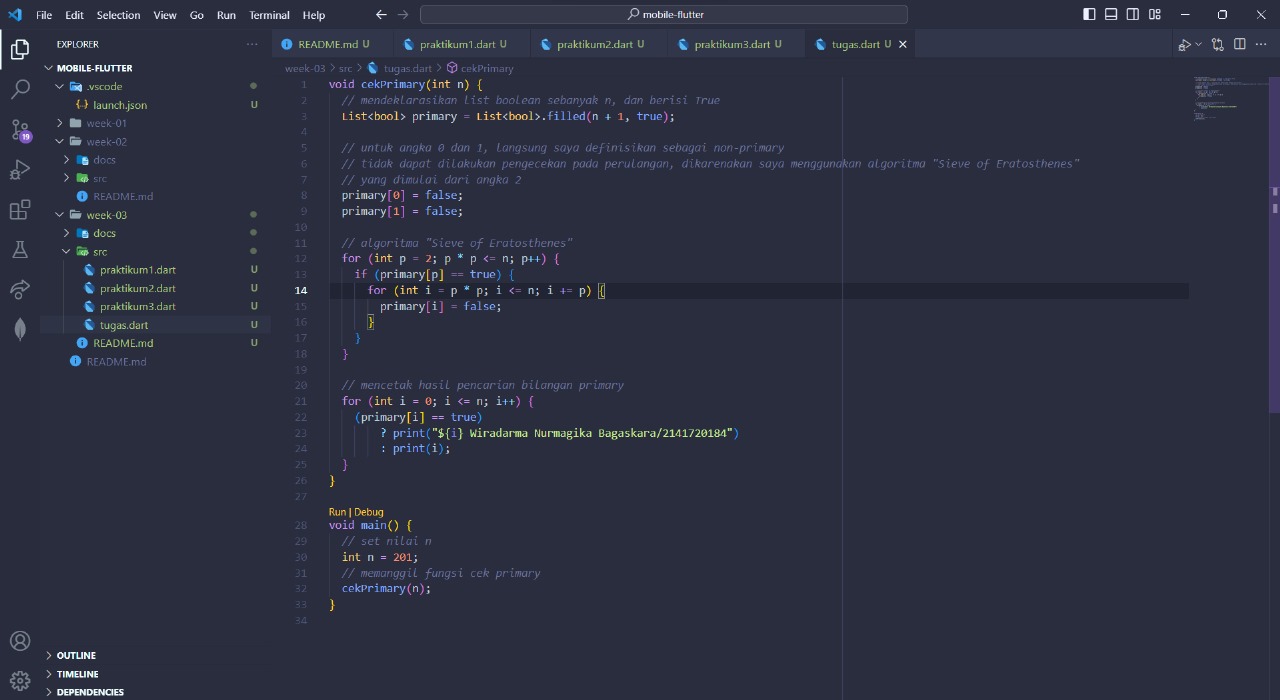 File Edit Selection View Go Run Terminal Help
mobile-flutter
EXPLORER
MOBILE-FLUTTER
.vscode
launch.json U
week-01
week-02
docs
src
README.md
week-03
docs
src
praktikum1.dart U
praktikum2.dart U
praktikum3.dart U
tugas.dart U
README.md U
README.md
19
OUTLINE
TIMELINE
DEPENDENCIES
README.md U praktikum1.dart U praktikum2.dart U praktikum3.dart U tugas.dart U
week-03 > src > tugas.dart > cekPrimary
1 void cekPrimary(int n) {
2 // mendeklarasikan list boolean sebanyak n, dan berisi True
3 List<bool> primary = List<bool>.filled(n + 1, true);
4
5 // untuk angka 0 dan 1, langsung saya definisikan sebagai non-primary
6 // tidak dapat dilakukan pengecekan pada perulangan, dikarenakan saya menggunakan algoritma "Sieve of Eratosthenes"
7 // yang dimulai dari angka 2
8 primary[0] = false;
9 primary[1] = false;
10
11 // algoritma "Sieve of Eratosthenes"
12 for (int p = 2; p * p <= n; p++) {
13 if (primary[p] == true) {
14 for (int i = p * p; i <= n; i += p) {
15 primary[i] = false;
16 }
17 }
18 }
19
20 // mencetak hasil pencarian bilangan primary
21 for (int i = 0; i <= n; i++) {
22 (primary[i] == true)
23 ? print("${i} Wiradarma Nurmagika Bagaskara/2141720184")
24 : print(i);
25 }
26 }
27
Run | Debug
28 void main() {
29 // set nilai n
30 int n = 201;
31 // memanggil fungsi cek primary
32 cekPrimary(n);
33 }
34